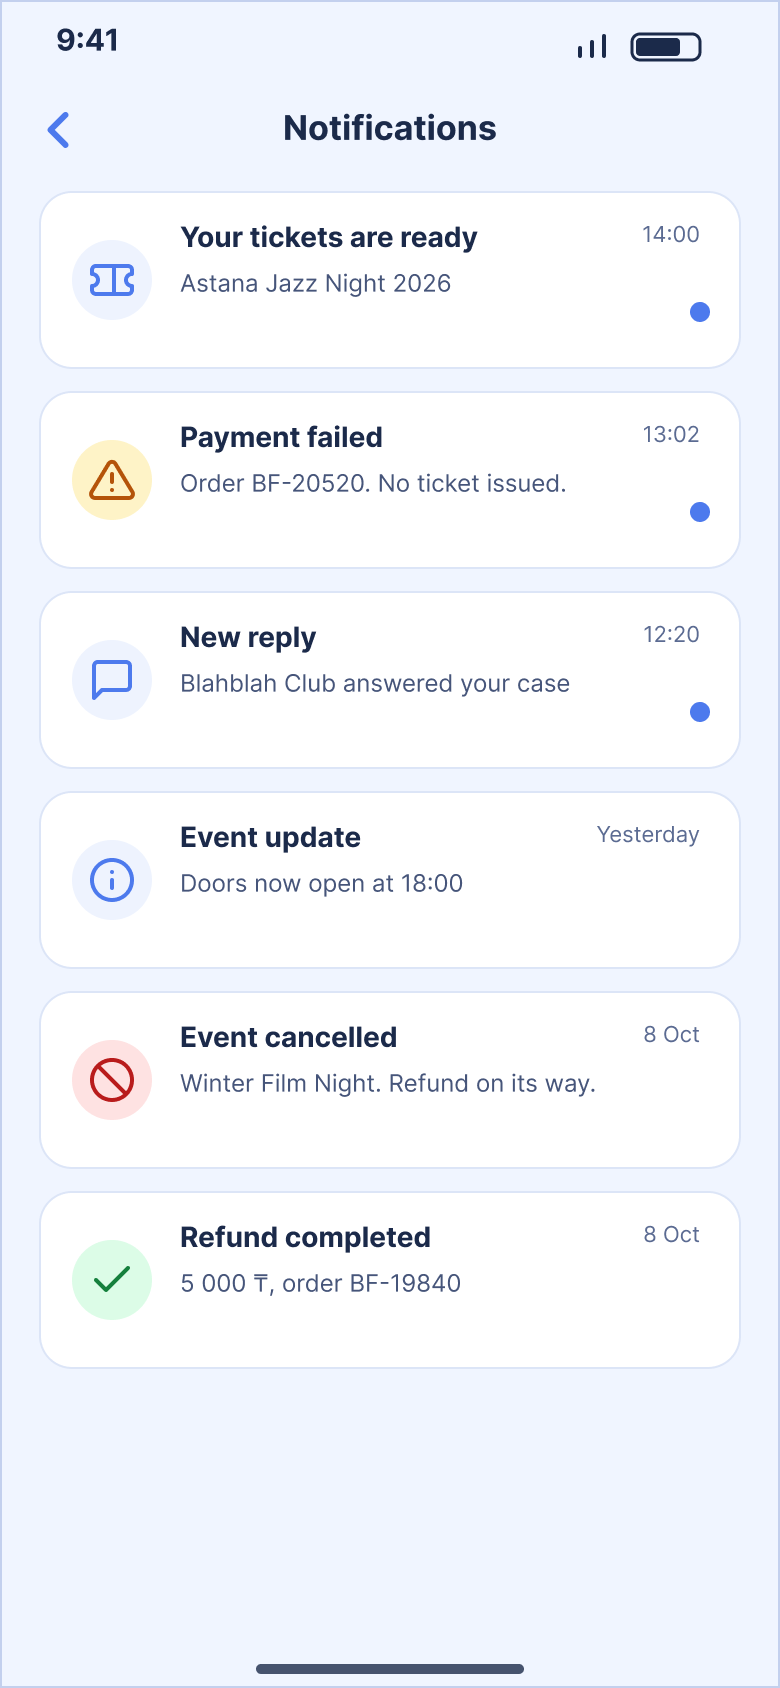 9:41
Notifications
Your tickets are ready 14:00
Astana Jazz Night 2026
Payment failed 13:02
Order BF-20520. No ticket issued.
New reply 12:20
Blahblah Club answered your case
Event update Yesterday
Doors now open at 18:00
Event cancelled 8 Oct
Winter Film Night. Refund on its way.
Refund completed 8 Oct
5 000 ₸, order BF-19840